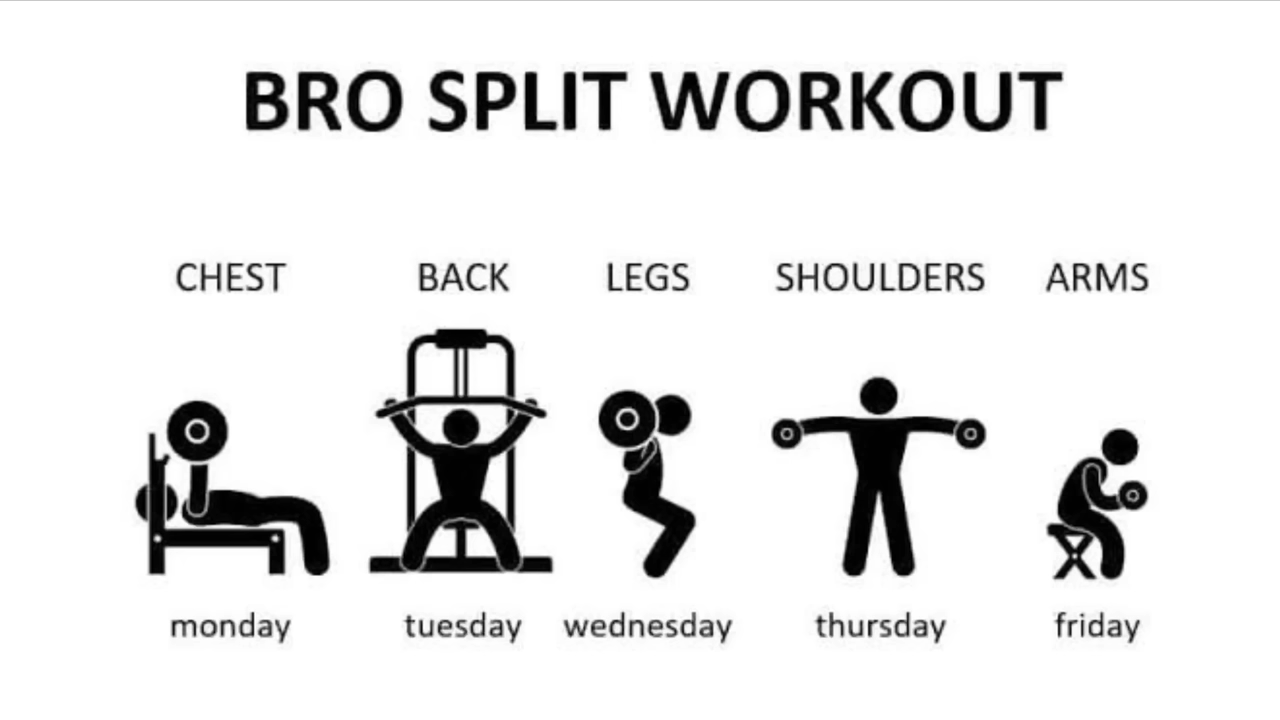 BRO SPLIT WORKOUT
CHEST BACK LEGS SHOULDERS ARMS
monday tuesday wednesday thursday friday